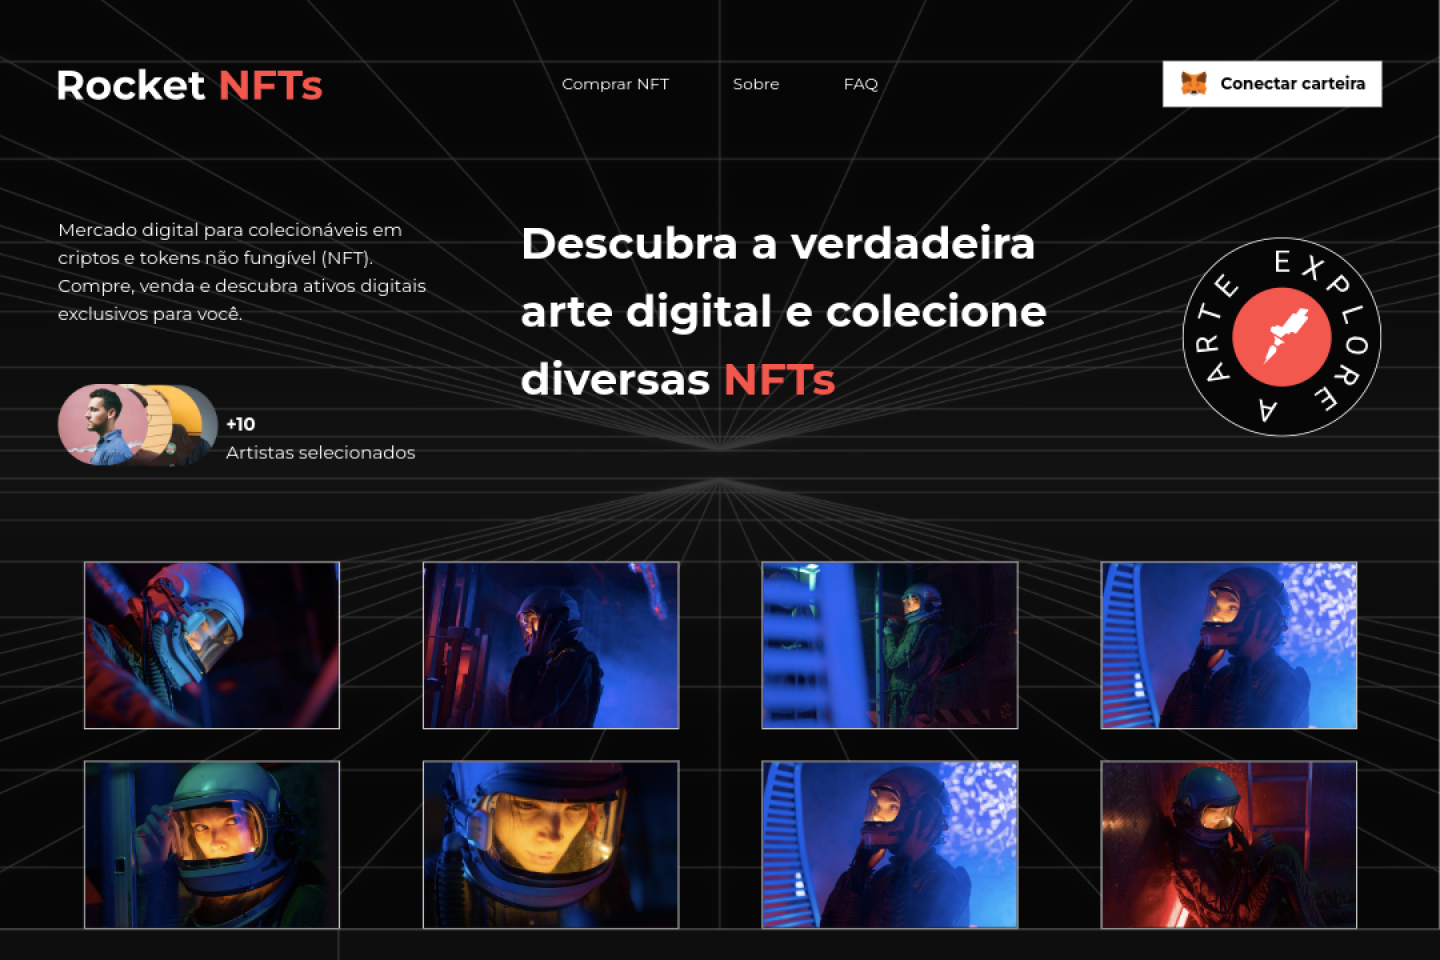 Rocket NFTs
Comprar NFT
Sobre
FAQ
Conectar carteira
Mercado digital para colecionáveis em
criptos e tokens não fungível (NFT).
Compre, venda e descubra ativos digitais
exclusivos para você.
+10
Artistas selecionados
Descubra a verdadeira
arte digital e colecione
diversas NFTs
EXPLORE A ARTE